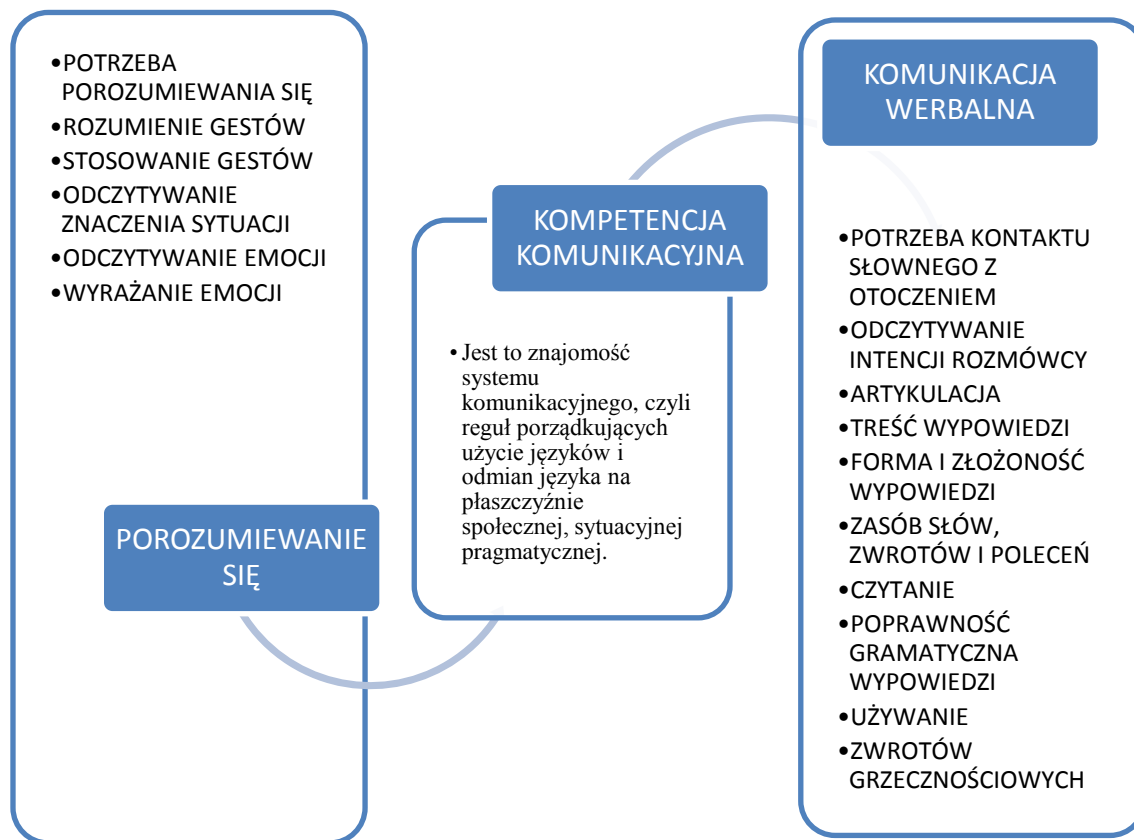 •POTRZEBA
POROZUMIEWANIA SIĘ
•ROZUMIENIE GESTÓW
•STOSOWANIE GESTÓW
•ODCZYTYWANIE
ZNACZENIA SYTUACJI
•ODCZYTYWANIE EMOCJI
•WYRAŻANIE EMOCJI
POROZUMIEWANIE
SIĘ
KOMPETENCJA
KOMUNIKACYJNA
• Jest to znajomość
systemu
komunikacyjnego, czyli
reguł porządkujących
użycie języków i
odmian języka na
płaszczyźnie
społecznej, sytuacyjnej
pragmatycznej.
KOMUNIKACJA
WERBALNA
•POTRZEBA KONTAKTU
SŁOWNEGO Z
OTOCZENIEM
•ODCZYTYWANIE
INTENCJI ROZMÓWCY
•ARTYKULACJA
•TREŚĆ WYPOWIEDZI
•FORMA I ZŁOŻONOŚĆ
WYPOWIEDZI
•ZASÓB SŁÓW,
ZWROTÓW I POLECEŃ
•CZYTANIE
•POPRAWNOŚĆ
GRAMATYCZNA
WYPOWIEDZI
•UŻYWANIE
•ZWROTÓW
GRZECZNOŚCIOWYCH